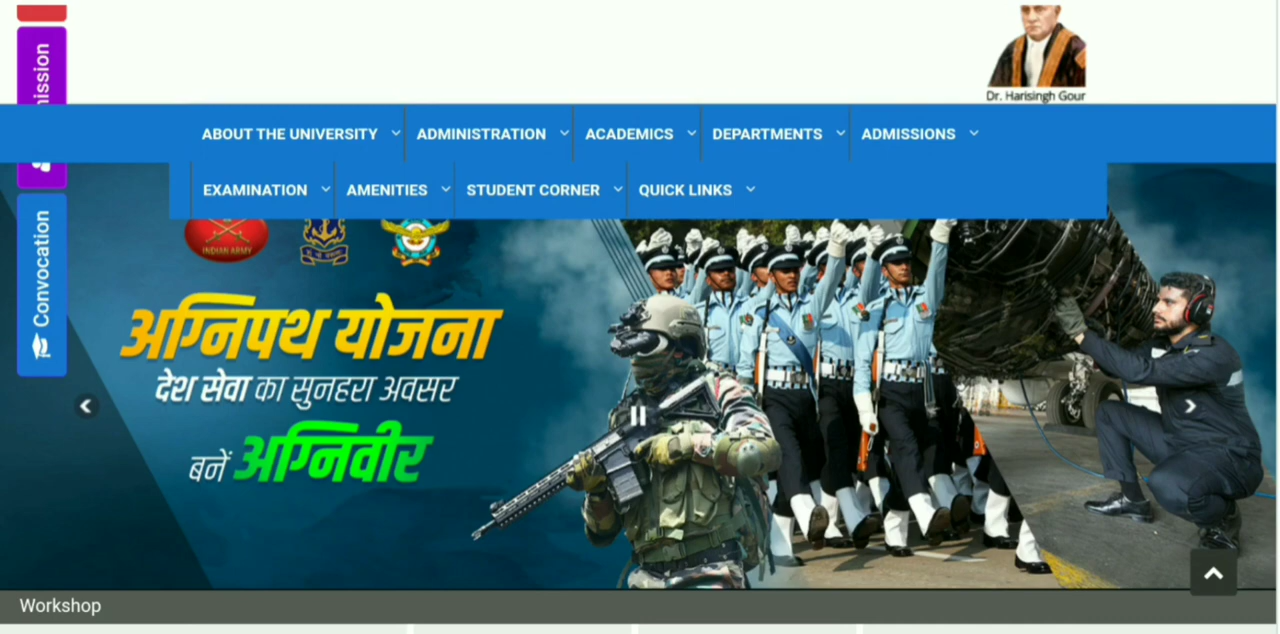 Dr. Harisingh Gour
ABOUT THE UNIVERSITY ADMINISTRATION ACADEMICS DEPARTMENTS ADMISSIONS
EXAMINATION AMENITIES STUDENT CORNER QUICK LINKS
Convocation
INDIAN ARMY
अग्निपथ योजना
देश सेवा का सुनहरा अवसर
बनें अग्निवीर
Workshop